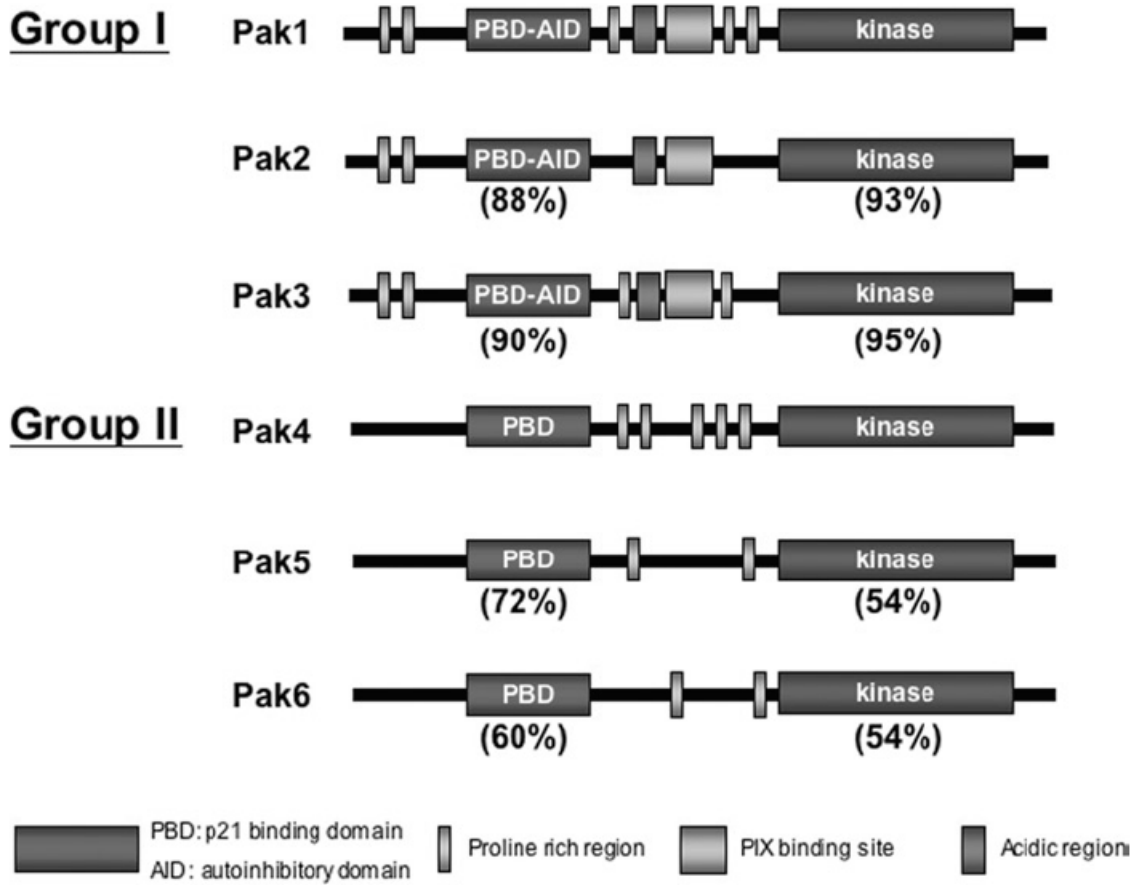 Group I Pak1 PBD-AID kinase
Pak2 PBD-AID kinase
(88%) (93%)
Pak3 PBD-AID kinase
(90%) (95%)
Group II Pak4 PBD kinase
Pak5 PBD kinase
(72%) (54%)
Pak6 PBD kinase
(60%) (54%)
PBD: p21 binding domain
AID: autoinhibitory domain
Proline rich region
PIX binding site
Acidic region